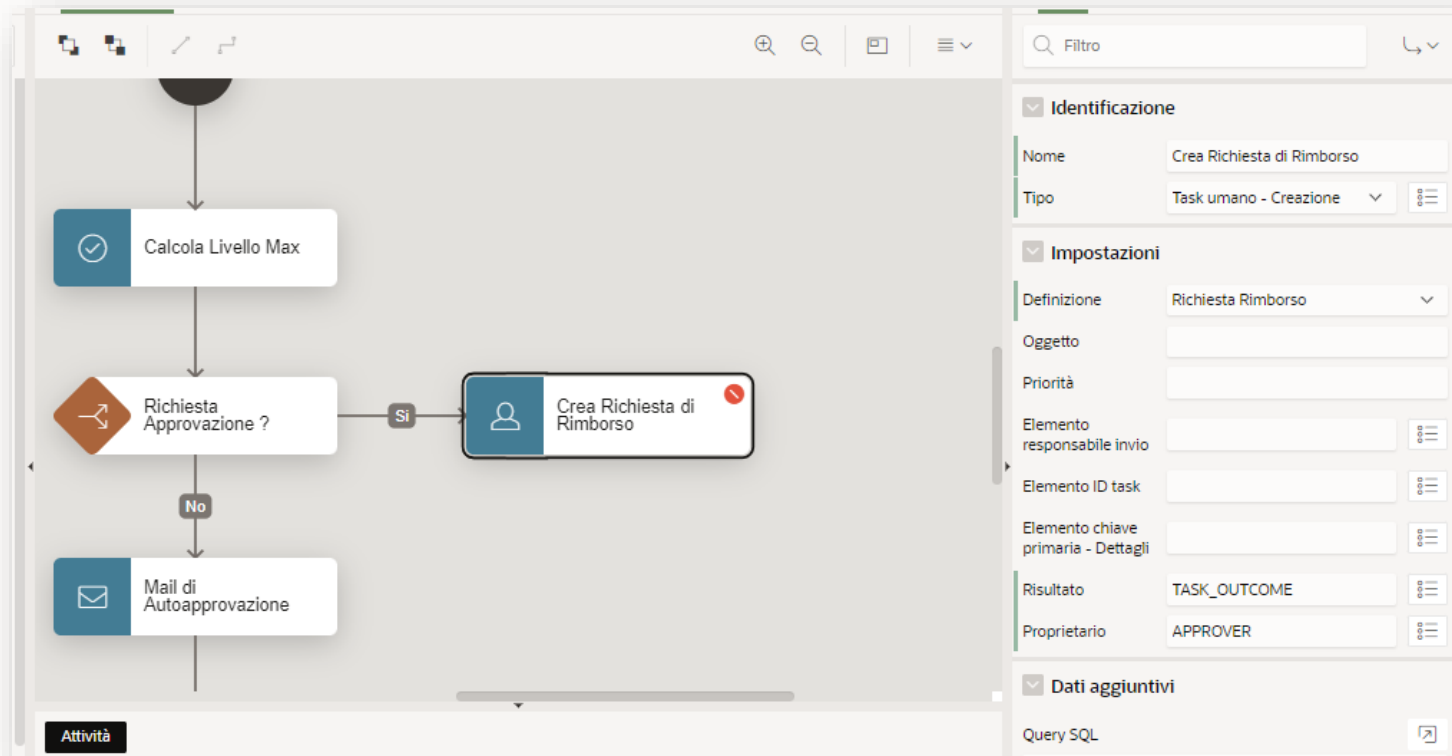 Filtro
Identificazione
Nome
Crea Richiesta di Rimborso
Tipo
Task umano - Creazione
Impostazioni
Definizione
Richiesta Rimborso
Oggetto
Priorità
Elemento
responsabile invio
Elemento ID task
Elemento chiave
primaria - Dettagli
Risultato
TASK_OUTCOME
Proprietario
APPROVER
Dati aggiuntivi
Query SQL
Calcola Livello Max
Richiesta
Approvazione ?
Si
Crea Richiesta di
Rimborso
No
Mail di
Autoapprovazione
Attività